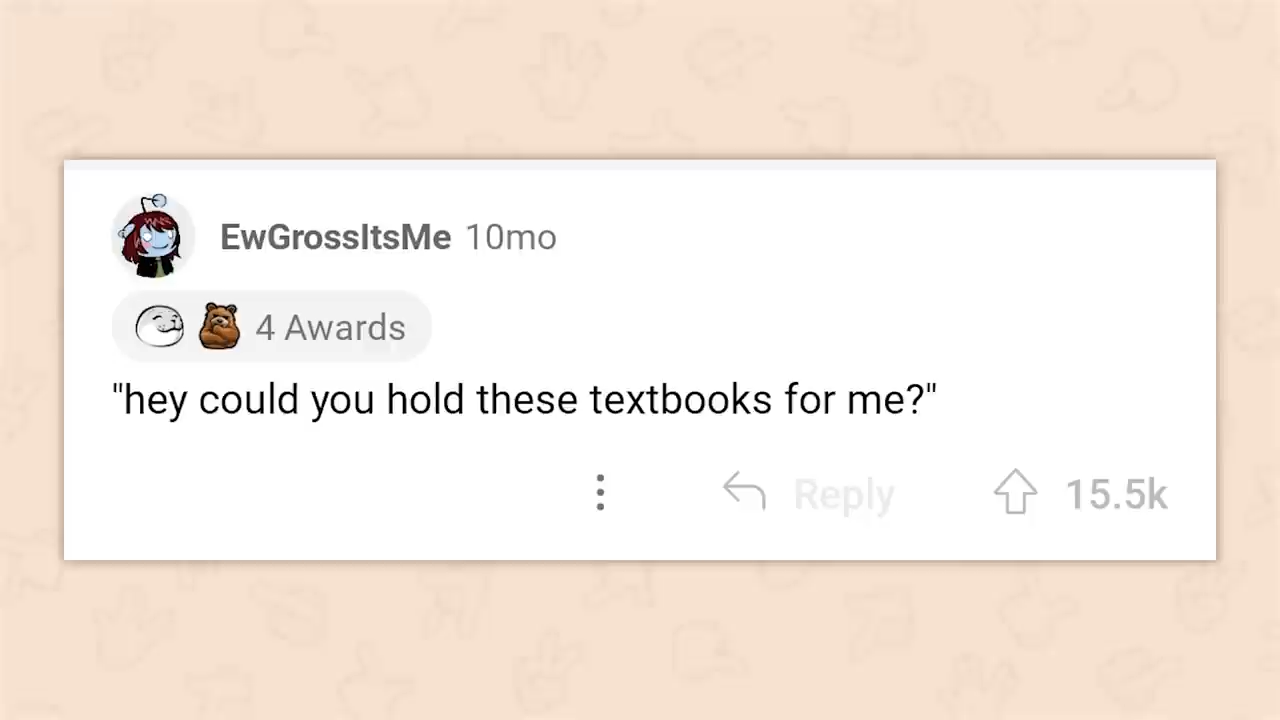 EwGrossItsMe 10mo
4 Awards
"hey could you hold these textbooks for me?"
Reply 15.5k